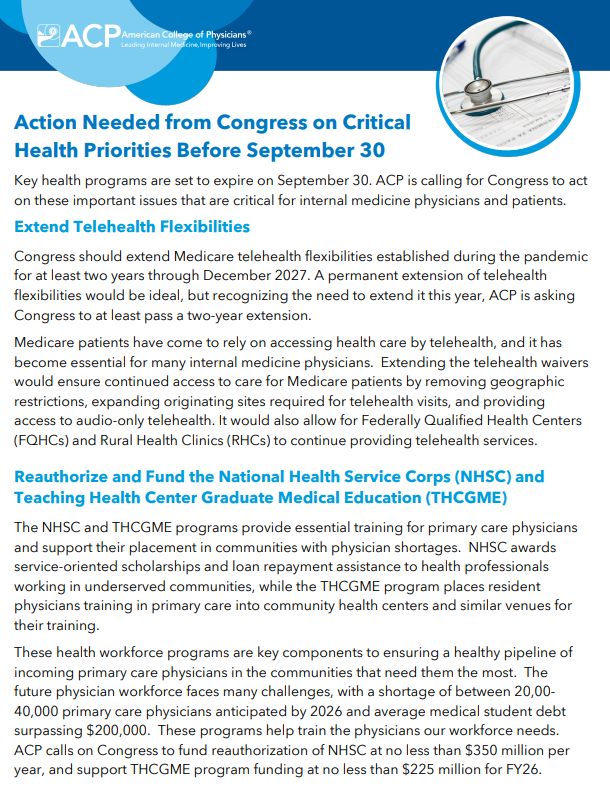 ACP American College of Physicians®
Leading Internal Medicine, Improving Lives
Action Needed from Congress on Critical
Health Priorities Before September 30
Key health programs are set to expire on September 30. ACP is calling for Congress to act
on these important issues that are critical for internal medicine physicians and patients.
Extend Telehealth Flexibilities
Congress should extend Medicare telehealth flexibilities established during the pandemic
for at least two years through December 2027. A permanent extension of telehealth
flexibilities would be ideal, but recognizing the need to extend it this year, ACP is asking
Congress to at least pass a two-year extension.
Medicare patients have come to rely on accessing health care by telehealth, and it has
become essential for many internal medicine physicians. Extending the telehealth waivers
would ensure continued access to care for Medicare patients by removing geographic
restrictions, expanding originating sites required for telehealth visits, and providing
access to audio-only telehealth. It would also allow for Federally Qualified Health Centers
(FQHCs) and Rural Health Clinics (RHCs) to continue providing telehealth services.
Reauthorize and Fund the National Health Service Corps (NHSC) and
Teaching Health Center Graduate Medical Education (THCGME)
The NHSC and THCGME programs provide essential training for primary care physicians
and support their placement in communities with physician shortages. NHSC awards
service-oriented scholarships and loan repayment assistance to health professionals
working in underserved communities, while the THCGME program places resident
physicians training in primary care into community health centers and similar venues for
their training.
These health workforce programs are key components to ensuring a healthy pipeline of
incoming primary care physicians in the communities that need them the most. The
future physician workforce faces many challenges, with a shortage of between 20,00-
40,000 primary care physicians anticipated by 2026 and average medical student debt
surpassing $200,000. These programs help train the physicians our workforce needs.
ACP calls on Congress to fund reauthorization of NHSC at no less than $350 million per
year, and support THCGME program funding at no less than $225 million for FY26.